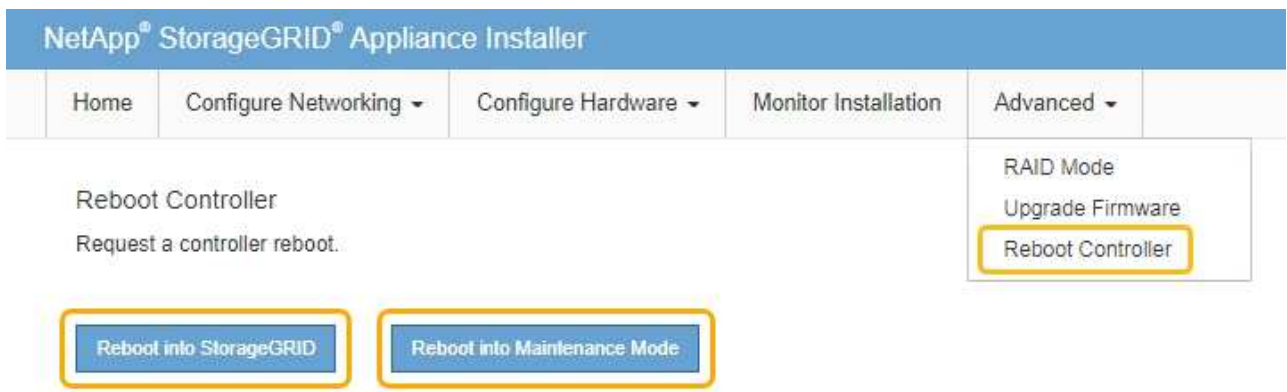 NetApp® StorageGRID® Appliance Installer
Home Configure Networking Configure Hardware Monitor Installation Advanced
RAID Mode
Upgrade Firmware
Reboot Controller
Reboot Controller
Request a controller reboot.
Reboot into StorageGRID Reboot into Maintenance Mode